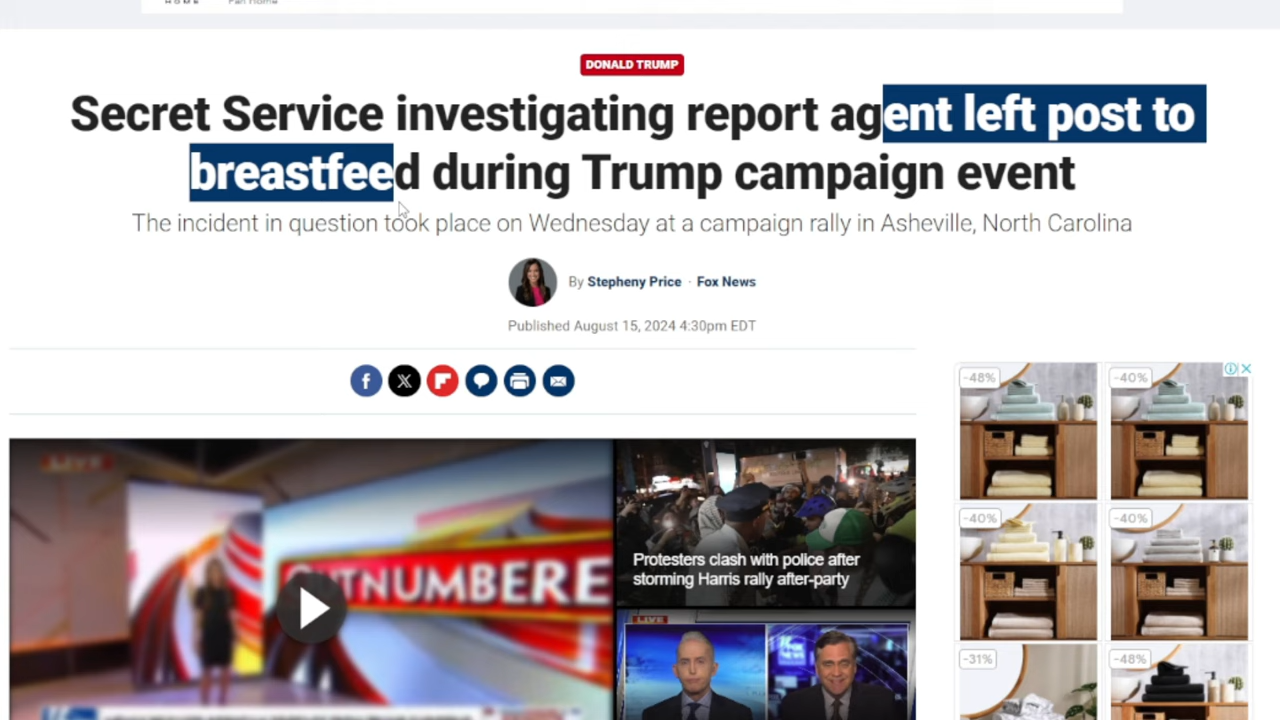 DONALD TRUMP
Secret Service investigating report agent left post to
breastfeed during Trump campaign event
The incident in question took place on Wednesday at a campaign rally in Asheville, North Carolina
By Stepheny Price · Fox News
Published August 15, 2024 4:30pm EDT
LIVE
OUTNUMBERE
Protesters clash with police after
storming Harris rally after-party
LIVE
-48%
-40%
-40%
-40%
-31%
-48%